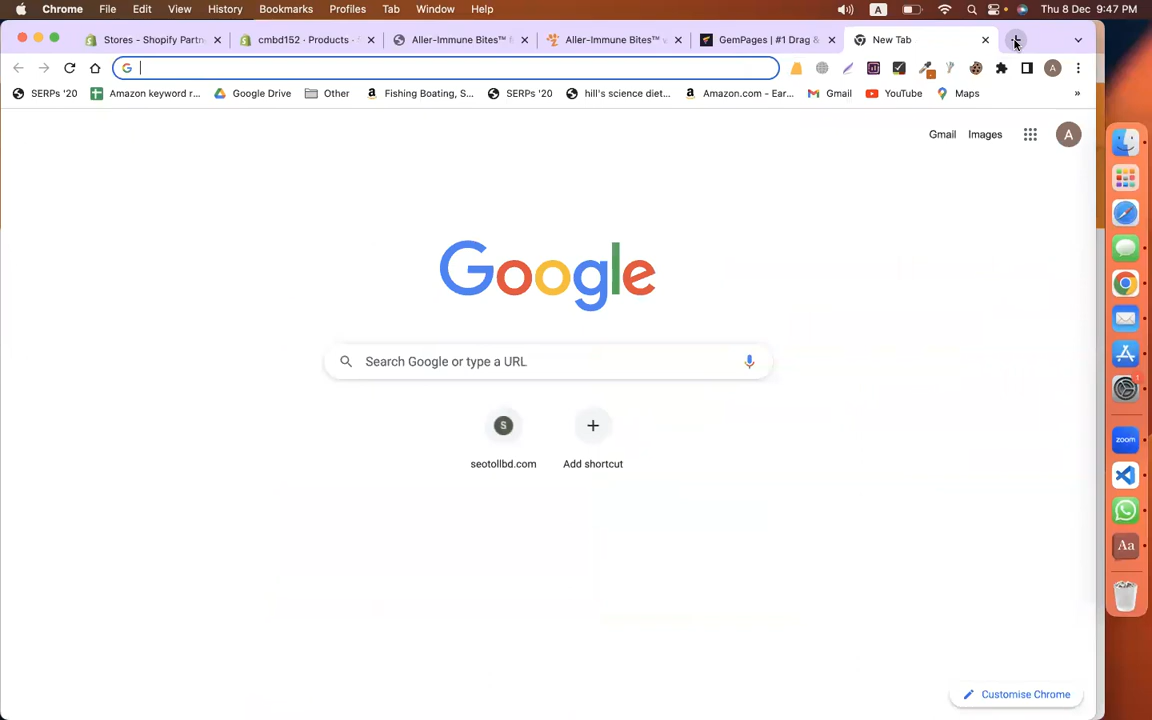 Chrome File Edit View History Bookmarks Profiles Tab Window Help A Thu 8 Dec 9:47 PM
Stores - Shopify Partn cmbd152 · Products · Aller-Immune Bites™ Aller-Immune Bites™ GemPages | #1 Drag & New Tab
A
SERPs '20 Amazon keyword r... Google Drive Other Fishing Boating, S... SERPs '20 hill's science diet... Amazon.com - Ear... Gmail YouTube Maps »
Gmail Images A
Google
Search Google or type a URL
S
seotollbd.com Add shortcut
zoom
Aa
Customise Chrome